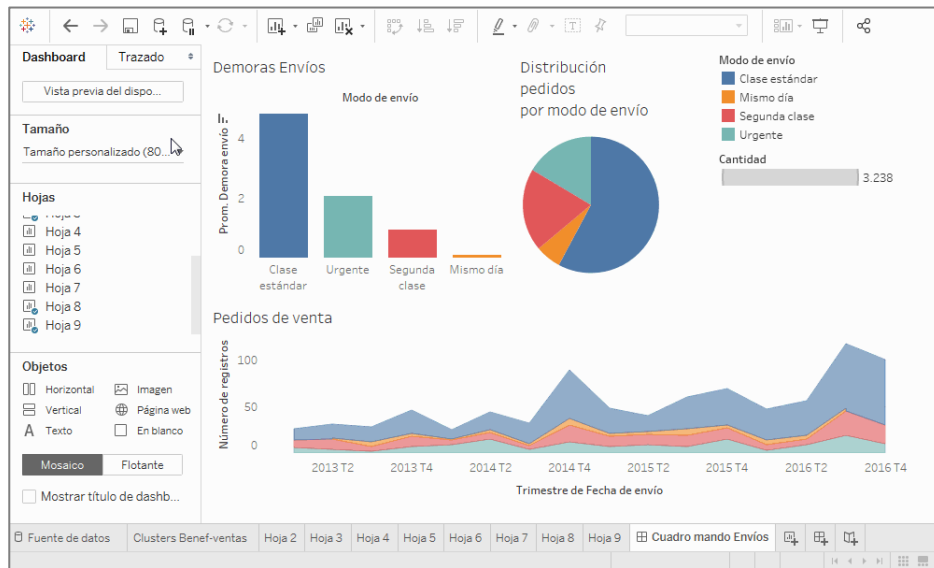 Dashboard
Trazado
Vista previa del dispo...
Tamaño
Tamaño personalizado (80...
Hojas
Hoja 4
Hoja 5
Hoja 6
Hoja 7
Hoja 8
Hoja 9
Objetos
Horizontal
Imagen
Vertical
Página web
A Texto
En blanco
Mosaico
Flotante
Mostrar título de dashb...
Demoras Envíos
Modo de envío
Prom. Demora envío
4
2
0
Clase
estándar
Urgente
Segunda
clase
Mismo día
Distribución
pedidos
por modo de envío
Modo de envío
Clase estándar
Mismo día
Segunda clase
Urgente
Cantidad
3.238
Pedidos de venta
Número de registros
100
50
0
2013 T2
2013 T4
2014 T2
2014 T4
2015 T2
2015 T4
2016 T2
2016 T4
Trimestre de Fecha de envío
Fuente de datos
Clusters Benef-ventas
Hoja 2
Hoja 3
Hoja 4
Hoja 5
Hoja 6
Hoja 7
Hoja 8
Hoja 9
Cuadro mando Envíos